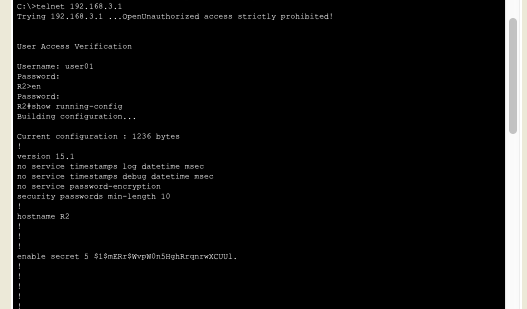 C:\>telnet 192.168.3.1
Trying 192.168.3.1 ...OpenUnauthorized access strictly prohibited!
User Access Verification
Username: user01
Password:
R2>en
Password:
R2#show running-config
Building configuration...
Current configuration : 1236 bytes
!
version 15.1
no service timestamps log datetime msec
no service timestamps debug datetime msec
no service password-encryption
security passwords min-length 10
!
hostname R2
!
!
!
enable secret 5 $1$mERr$WvpW0n5HghRrqnrwXCUUl.
!
!
!
!
!